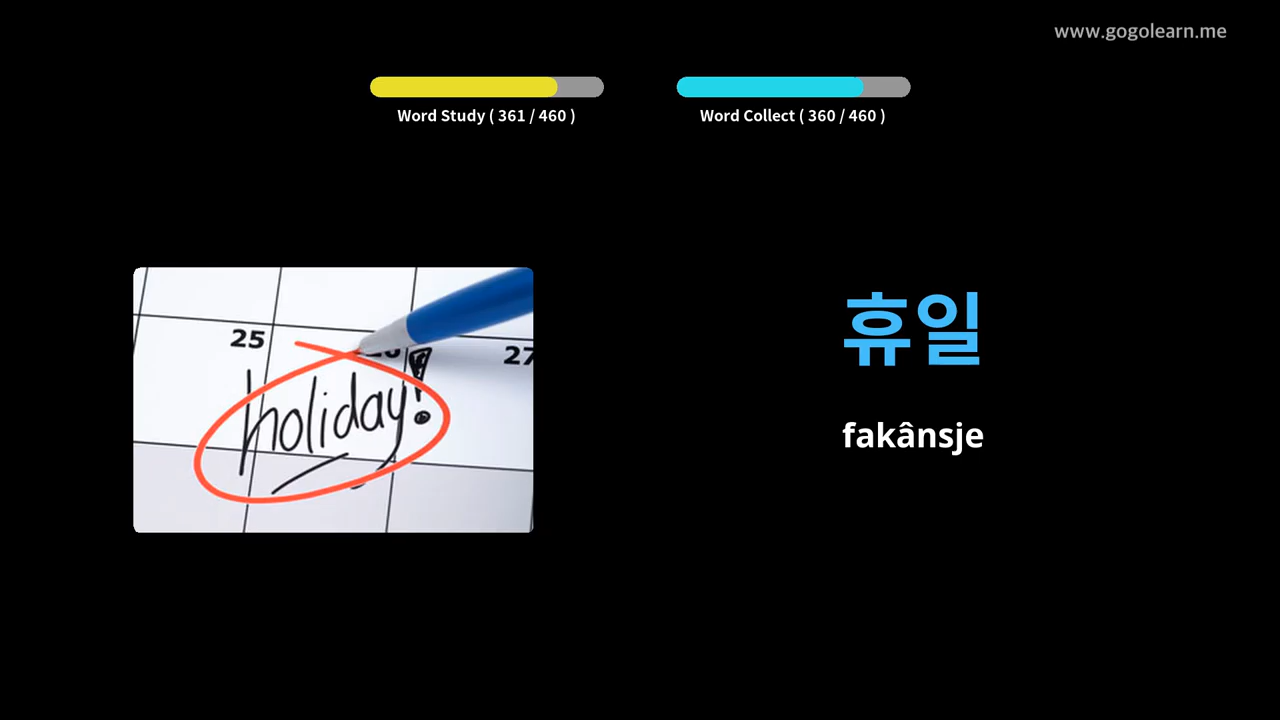 www.gogolearn.me
Word Study ( 361 / 460 )
Word Collect ( 360 / 460 )
25
27
holiday!
휴일
fakânsje